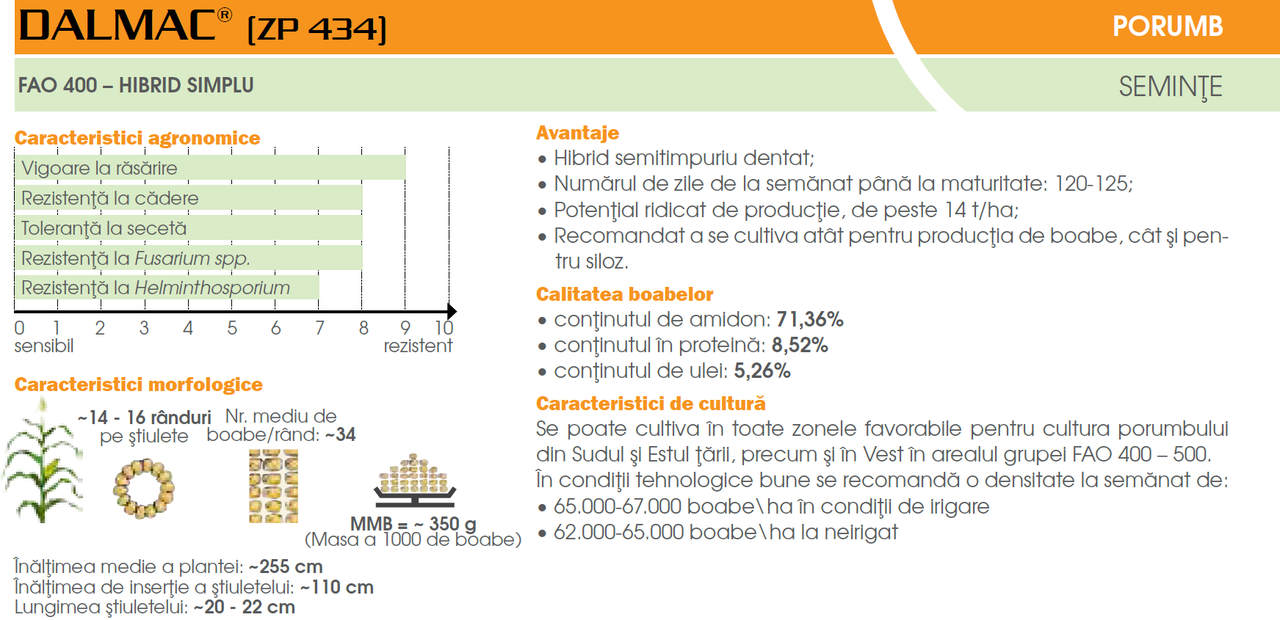 DALMAC® (ZP 434)
PORUMB
FAO 400 – HIBRID SIMPLU
SEMINŢE
Caracteristici agronomice
Vigoare la răsărire
Rezistenţă la cădere
Toleranţă la secetă
Rezistenţă la Fusarium spp.
Rezistenţă la Helminthosporium
0 1 2 3 4 5 6 7 8 9 10
sensibil rezistent
Caracteristici morfologice
~14 - 16 rânduri
pe ştiulete
Nr. mediu de
boabe/rând: ~34
MMB = ~ 350 g
(Masa a 1000 de boabe)
Înălţimea medie a plantei: ~255 cm
Înălţimea de inserţie a ştiuletelui: ~110 cm
Lungimea ştiuletelui: ~20 - 22 cm
Avantaje
• Hibrid semitimpuriu dentat;
• Numărul de zile de la semănat până la maturitate: 120-125;
• Potenţial ridicat de producţie, de peste 14 t/ha;
• Recomandat a se cultiva atât pentru producţia de boabe, cât şi pen-
tru siloz.
Calitatea boabelor
• conţinutul de amidon: 71,36%
• conţinutul în proteină: 8,52%
• conţinutul de ulei: 5,26%
Caracteristici de cultură
Se poate cultiva în toate zonele favorabile pentru cultura porumbului
din Sudul şi Estul ţării, precum şi în Vest în arealul grupei FAO 400 – 500.
În condiţii tehnologice bune se recomandă o densitate la semănat de:
• 65.000-67.000 boabe\ha în condiţii de irigare
• 62.000-65.000 boabe\ha la neirigat